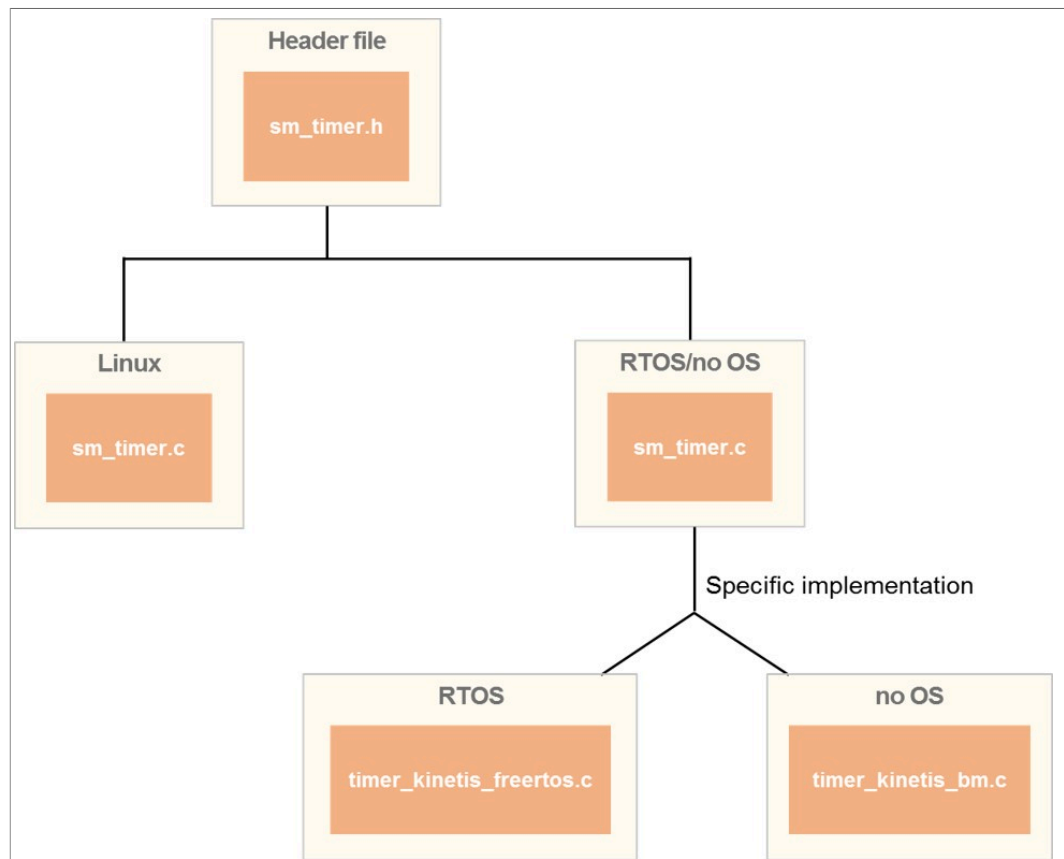 Header file
sm_timer.h
Linux
sm_timer.c
RTOS/no OS
sm_timer.c
Specific implementation
RTOS
timer_kinetis_freertos.c
no OS
timer_kinetis_bm.c